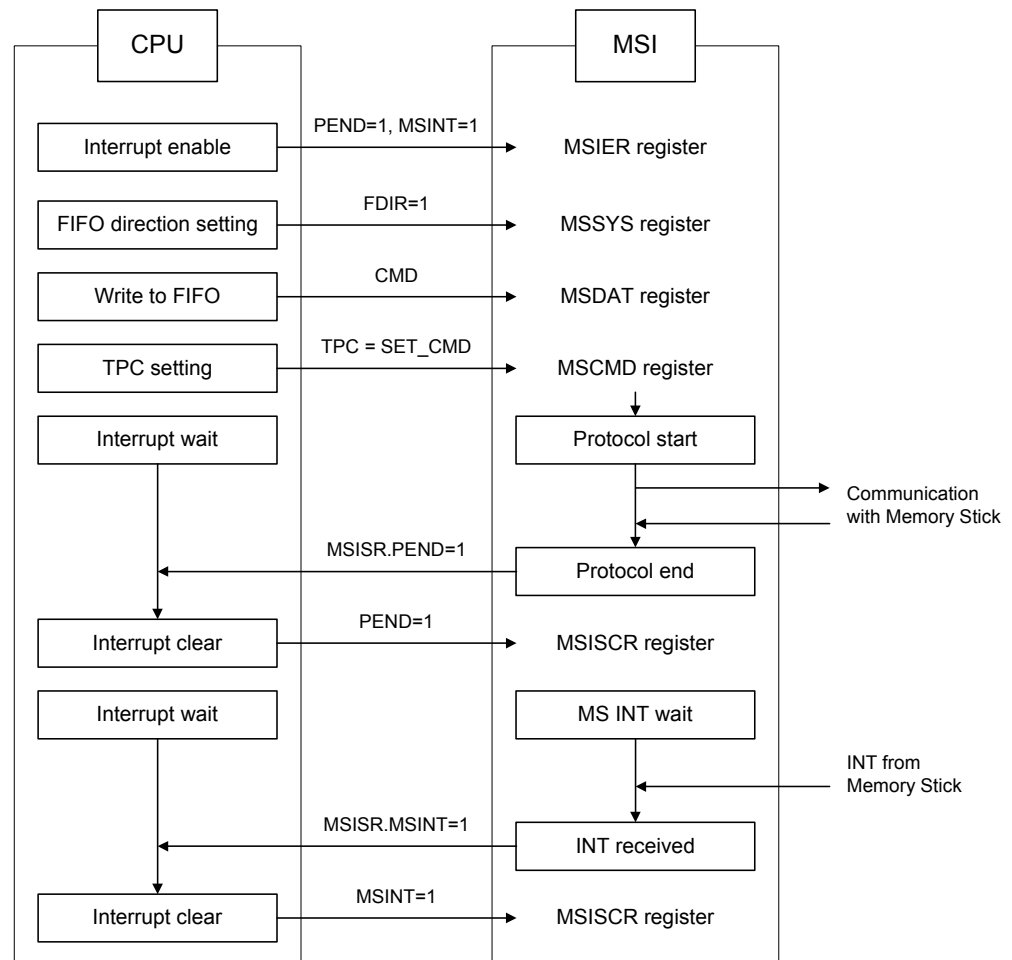 CPU
MSI
PEND=1, MSINT=1
Interrupt enable
MSIER register
FDIR=1
FIFO direction setting
MSSYS register
CMD
Write to FIFO
MSDAT register
TPC = SET_CMD
TPC setting
MSCMD register
Interrupt wait
Protocol start
Communication
with Memory Stick
MSISR.PEND=1
Protocol end
PEND=1
Interrupt clear
MSISCR register
Interrupt wait
MS INT wait
INT from
Memory Stick
MSISR.MSINT=1
INT received
MSINT=1
Interrupt clear
MSISCR register